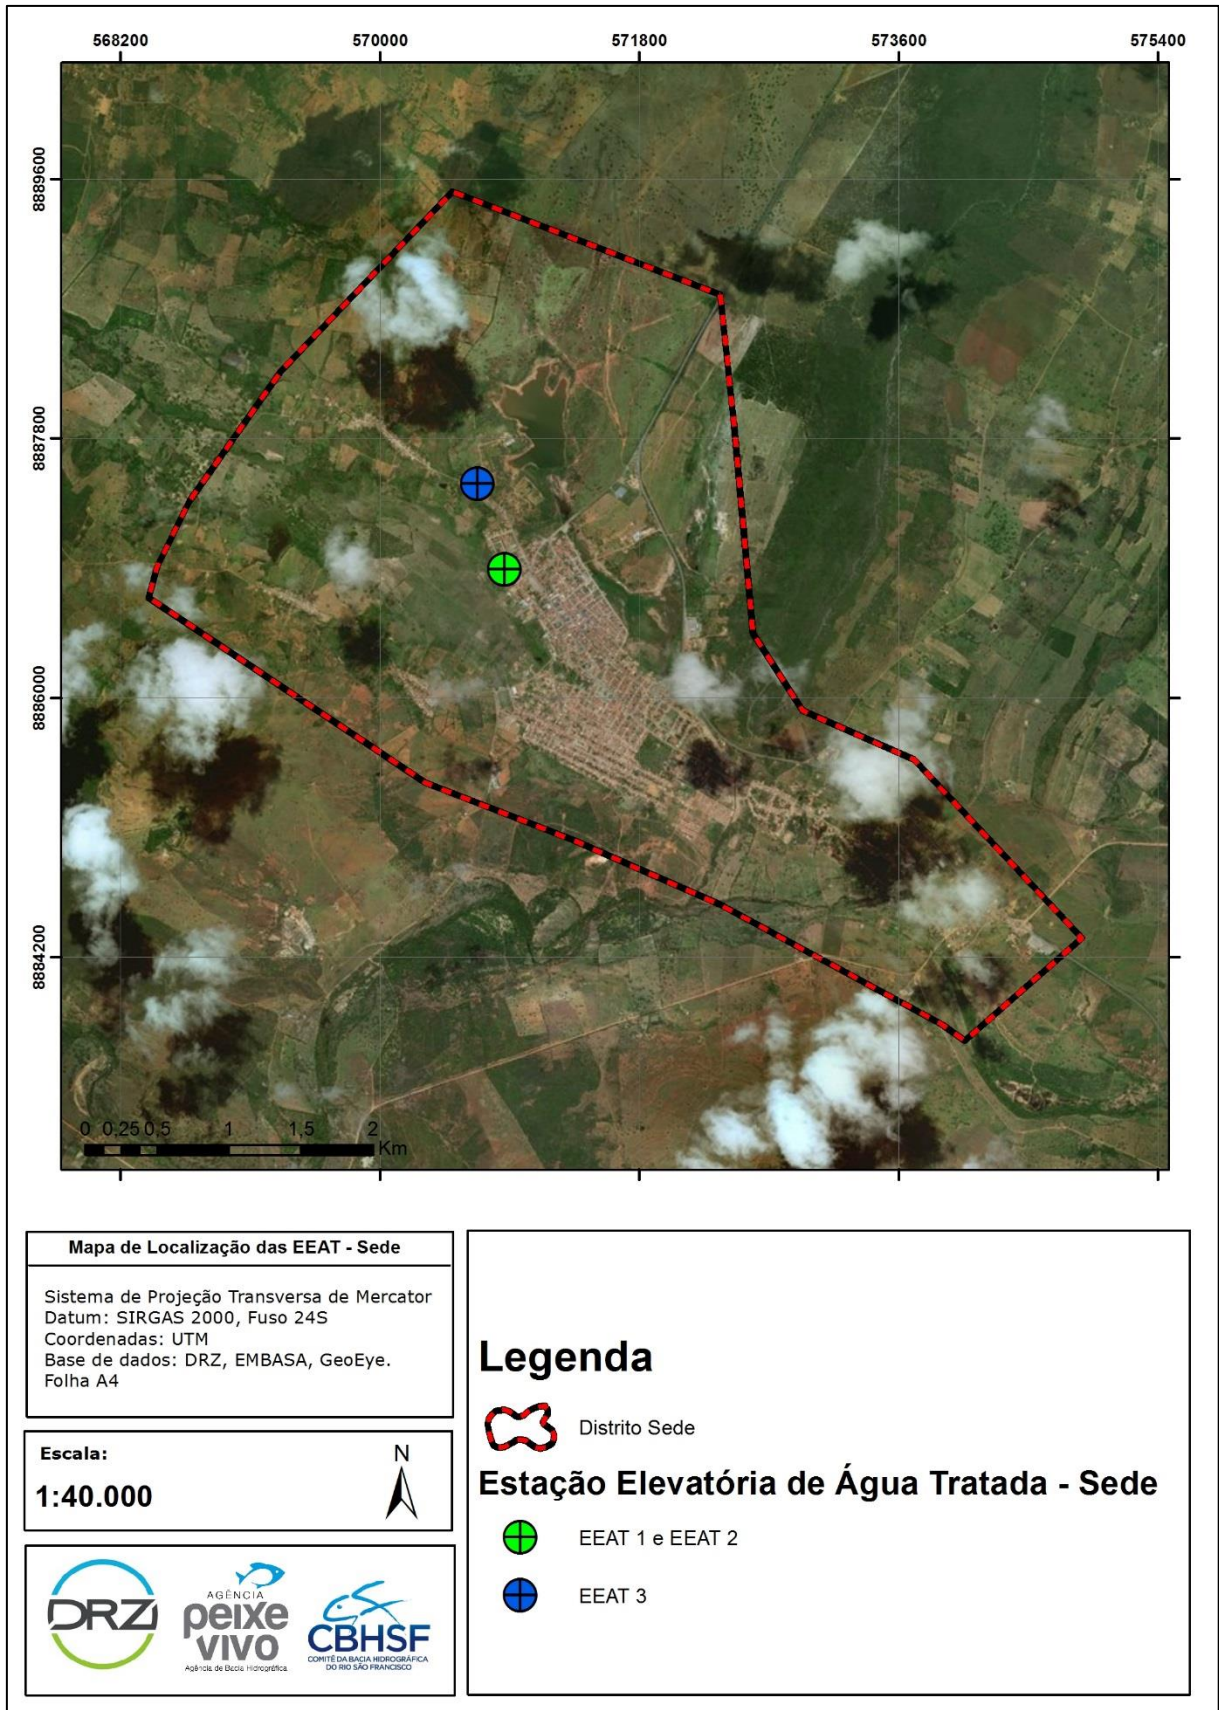 568200 570000 571800 573600 575400
8889600
8887800
8886000
8884200
0 0,25 0,5 1 1,5 2
Km
Mapa de Localização das EEAT - Sede
Sistema de Projeção Transversa de Mercator
Datum: SIRGAS 2000, Fuso 24S
Coordenadas: UTM
Base de dados: DRZ, EMBASA, GeoEye.
Folha A4
Escala:
1:40.000
N
DRZ
AGÊNCIA
peixe
vivo
Agência de Bacia Hidrográfica
CBHSF
COMITÊ DA BACIA HIDROGRÁFICA
DO RIO SÃO FRANCISCO
Legenda
Distrito Sede
Estação Elevatória de Água Tratada - Sede
EEAT 1 e EEAT 2
EEAT 3